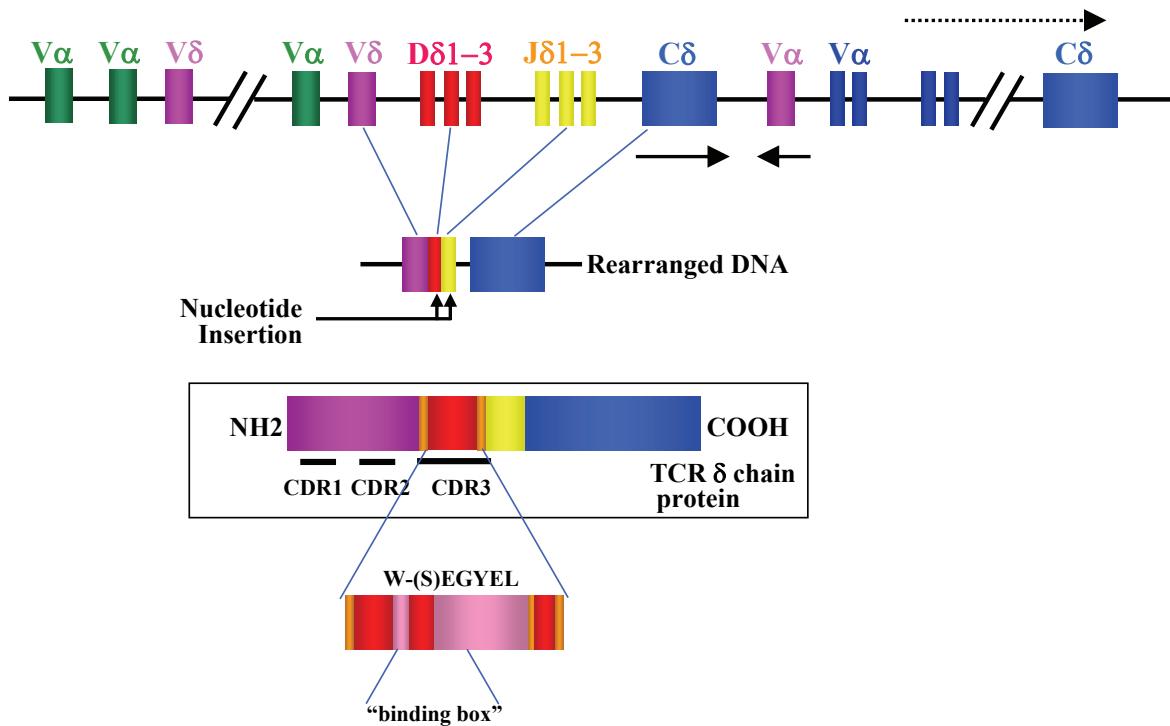 Vα Vα Vδ Vα Vδ Dδ1–3 Jδ1–3 Cδ Vα Vα Cδ
Rearranged DNA
Nucleotide
Insertion
NH2 COOH
CDR1 CDR2 CDR3
TCR δ chain
protein
W-(S)EGYEL
“binding box”